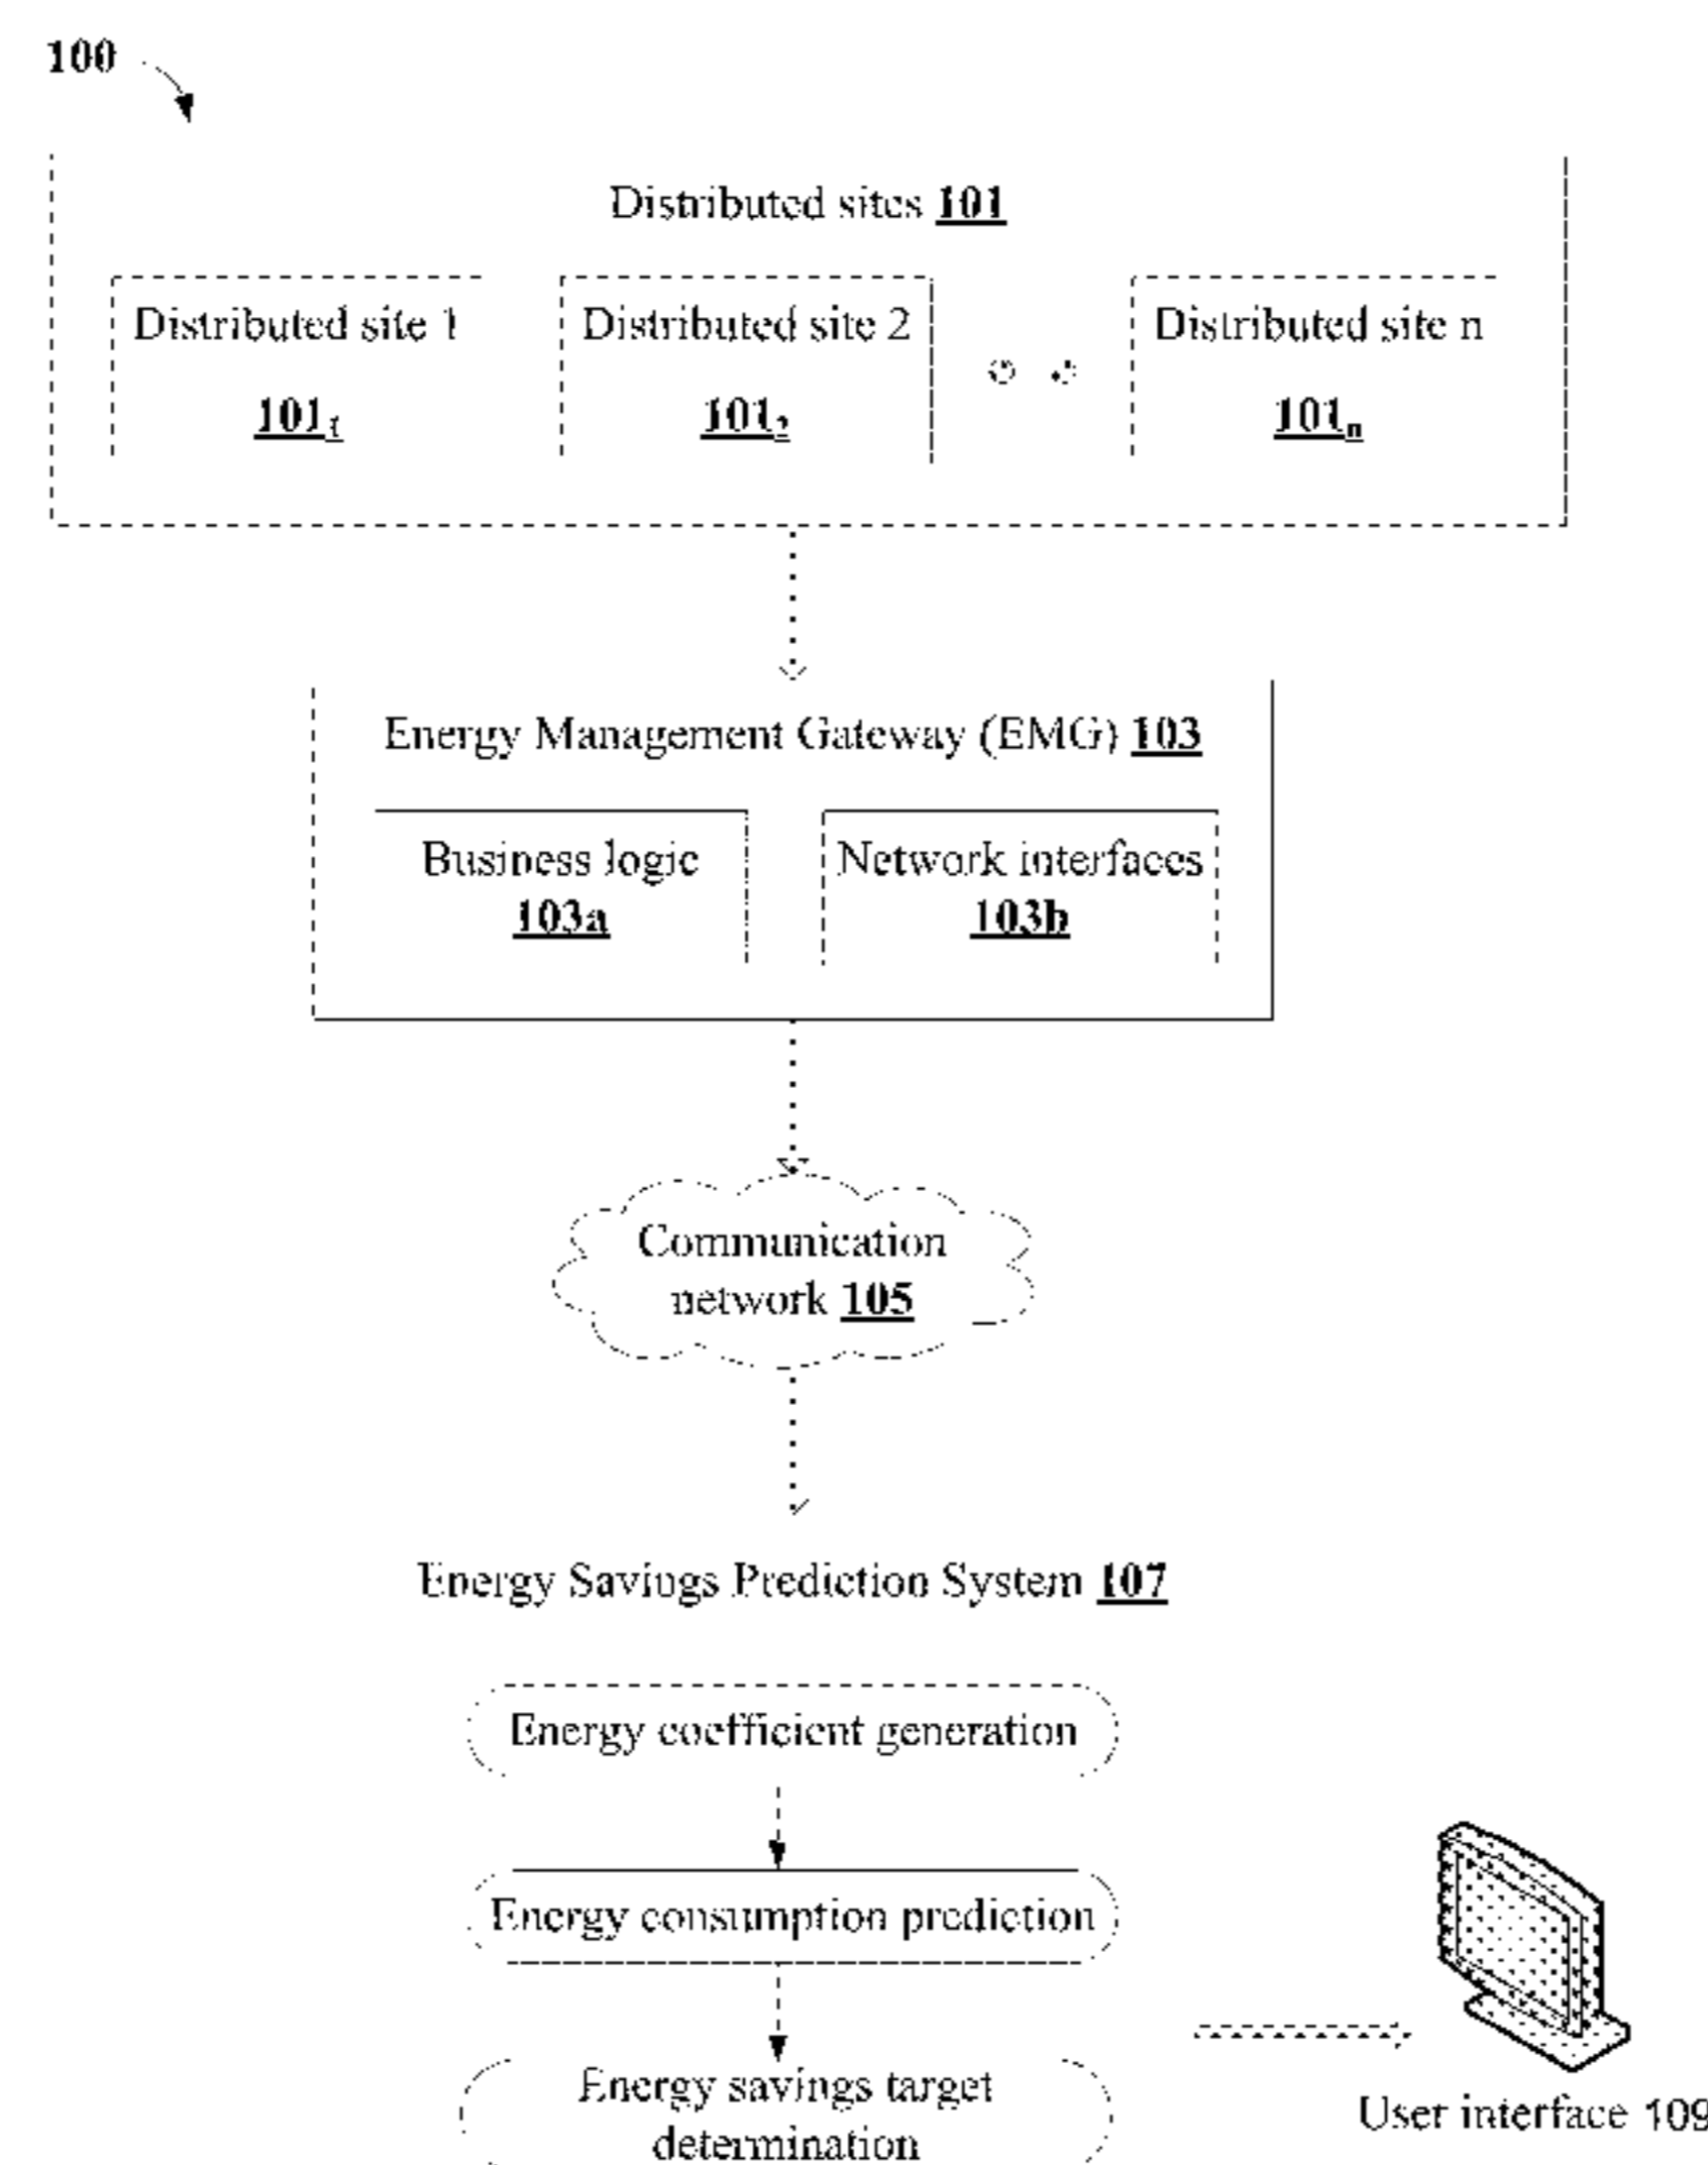 100
Distributed sites 101
Distributed site 1
101₁
Distributed site 2
101₂
Distributed site n
101ₙ
Energy Management Gateway (EMG) 103
Business logic
103a
Network interfaces
103b
Communication
network 105
Energy Savings Prediction System 107
Energy coefficient generation
Energy consumption prediction
Energy savings target
determination
User interface 109